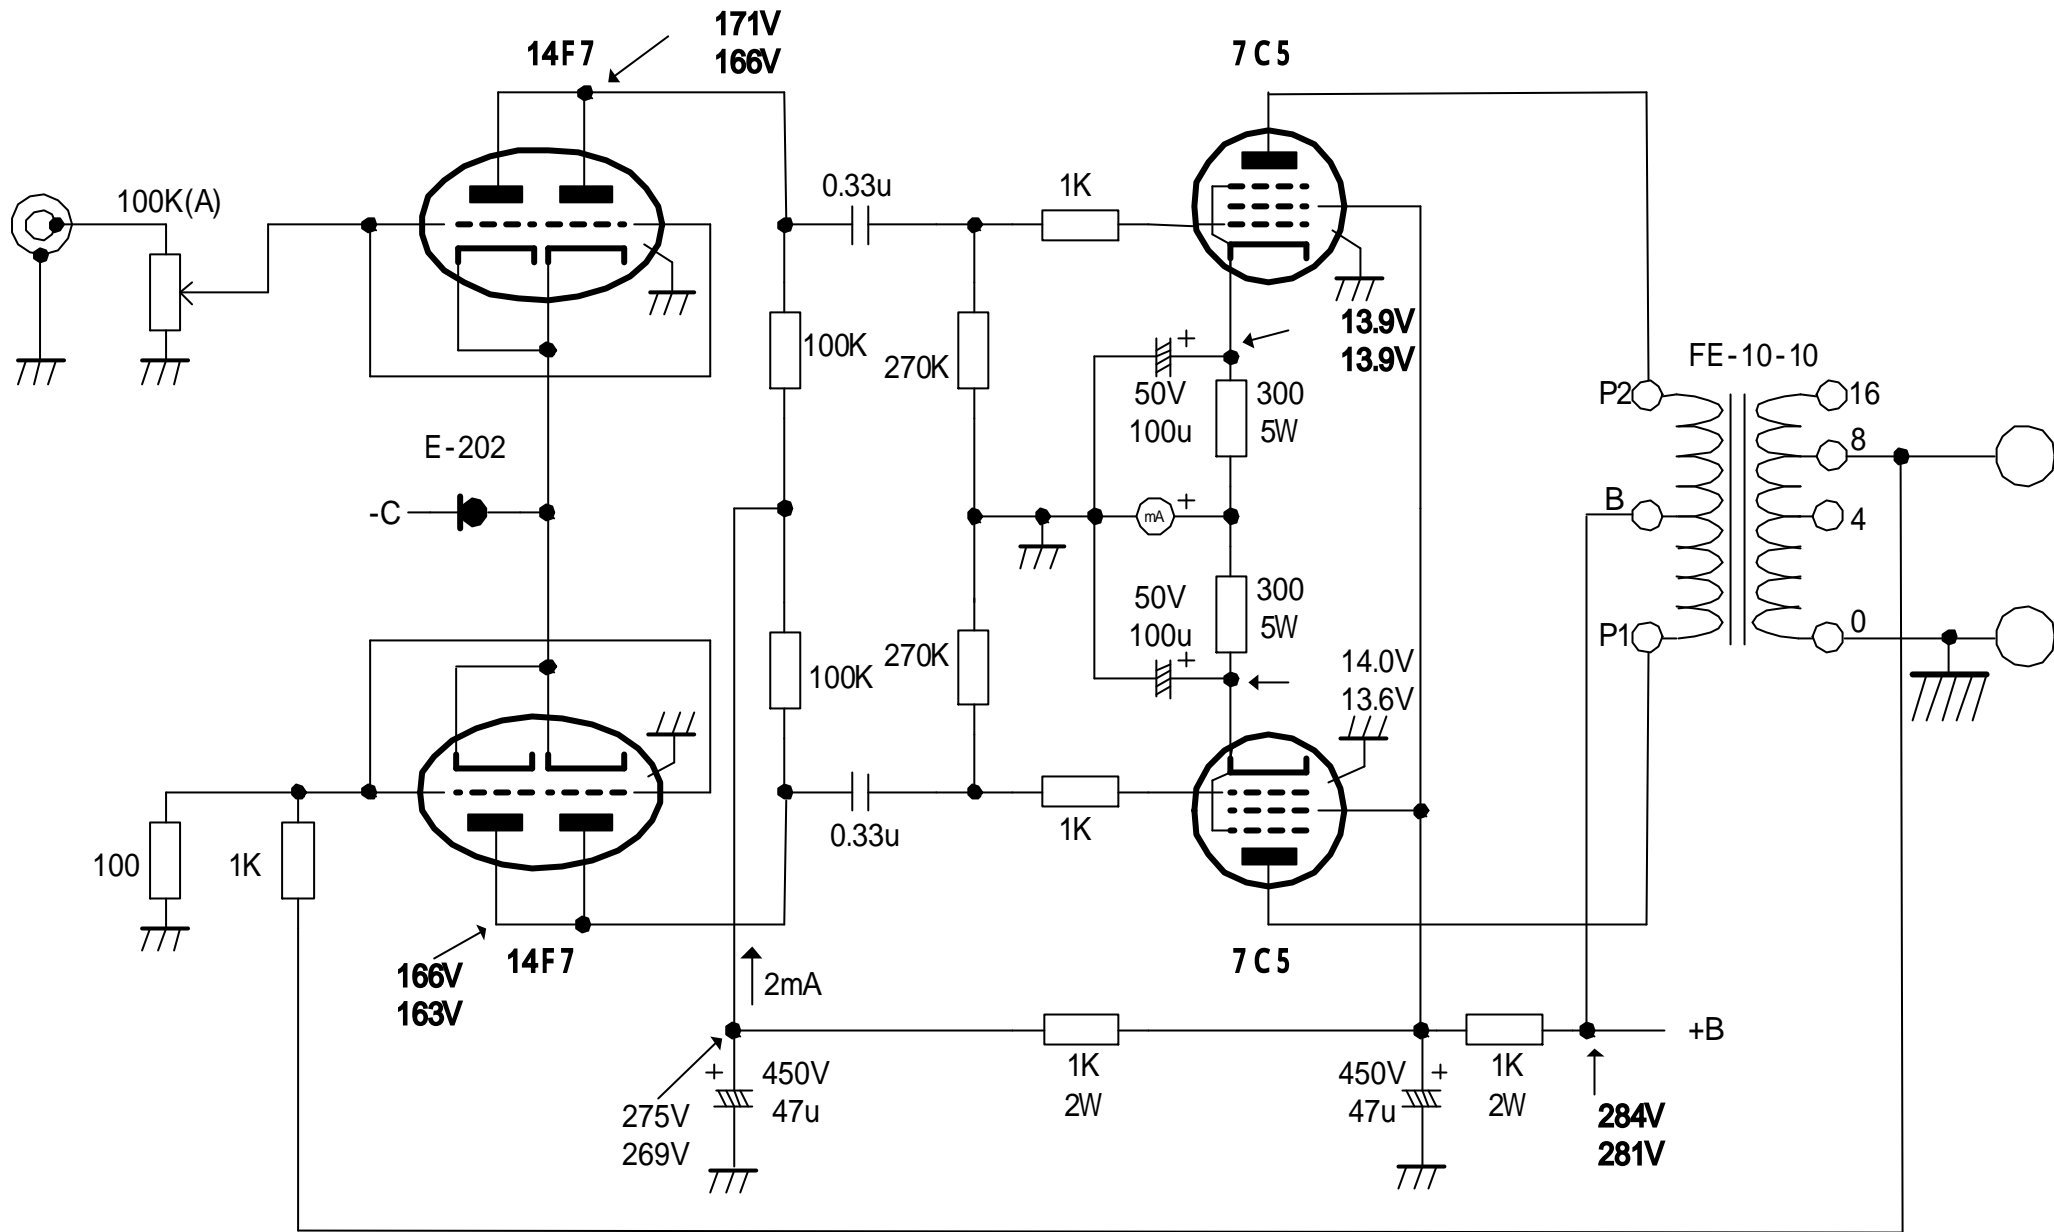 14F7
171V
166V
7C5
100K(A)
0.33u
1K
100K
270K
13.9V
13.9V
50V
100u
300
5W
FE-10-10
P2
16
E-202
8
-C
mA
B
4
50V
100u
300
5W
P1
0
100K
270K
14.0V
13.6V
0.33u
1K
100
1K
166V
163V
14F7
7C5
2mA
+B
275V
269V
450V
47u
1K
2W
450V
47u
1K
2W
284V
281V